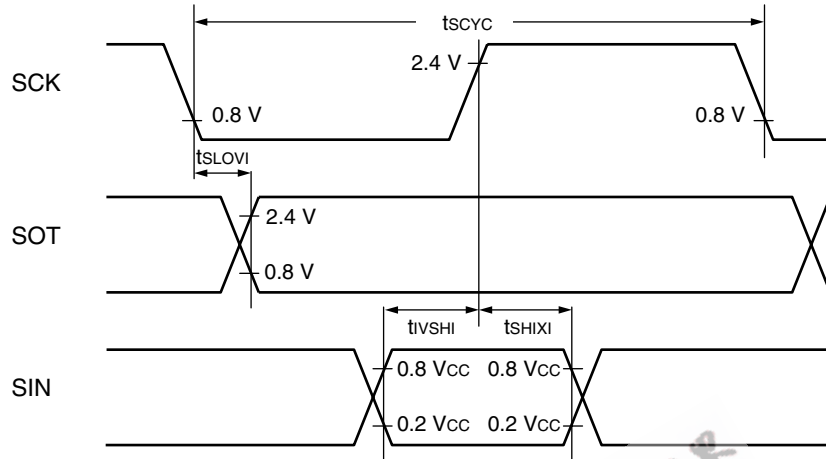 tSCYC
SCK
2.4 V
0.8 V
0.8 V
tSLOVI
SOT
2.4 V
0.8 V
tIVSHI
tSHIXI
SIN
0.8 VCC
0.8 VCC
0.2 VCC
0.2 VCC